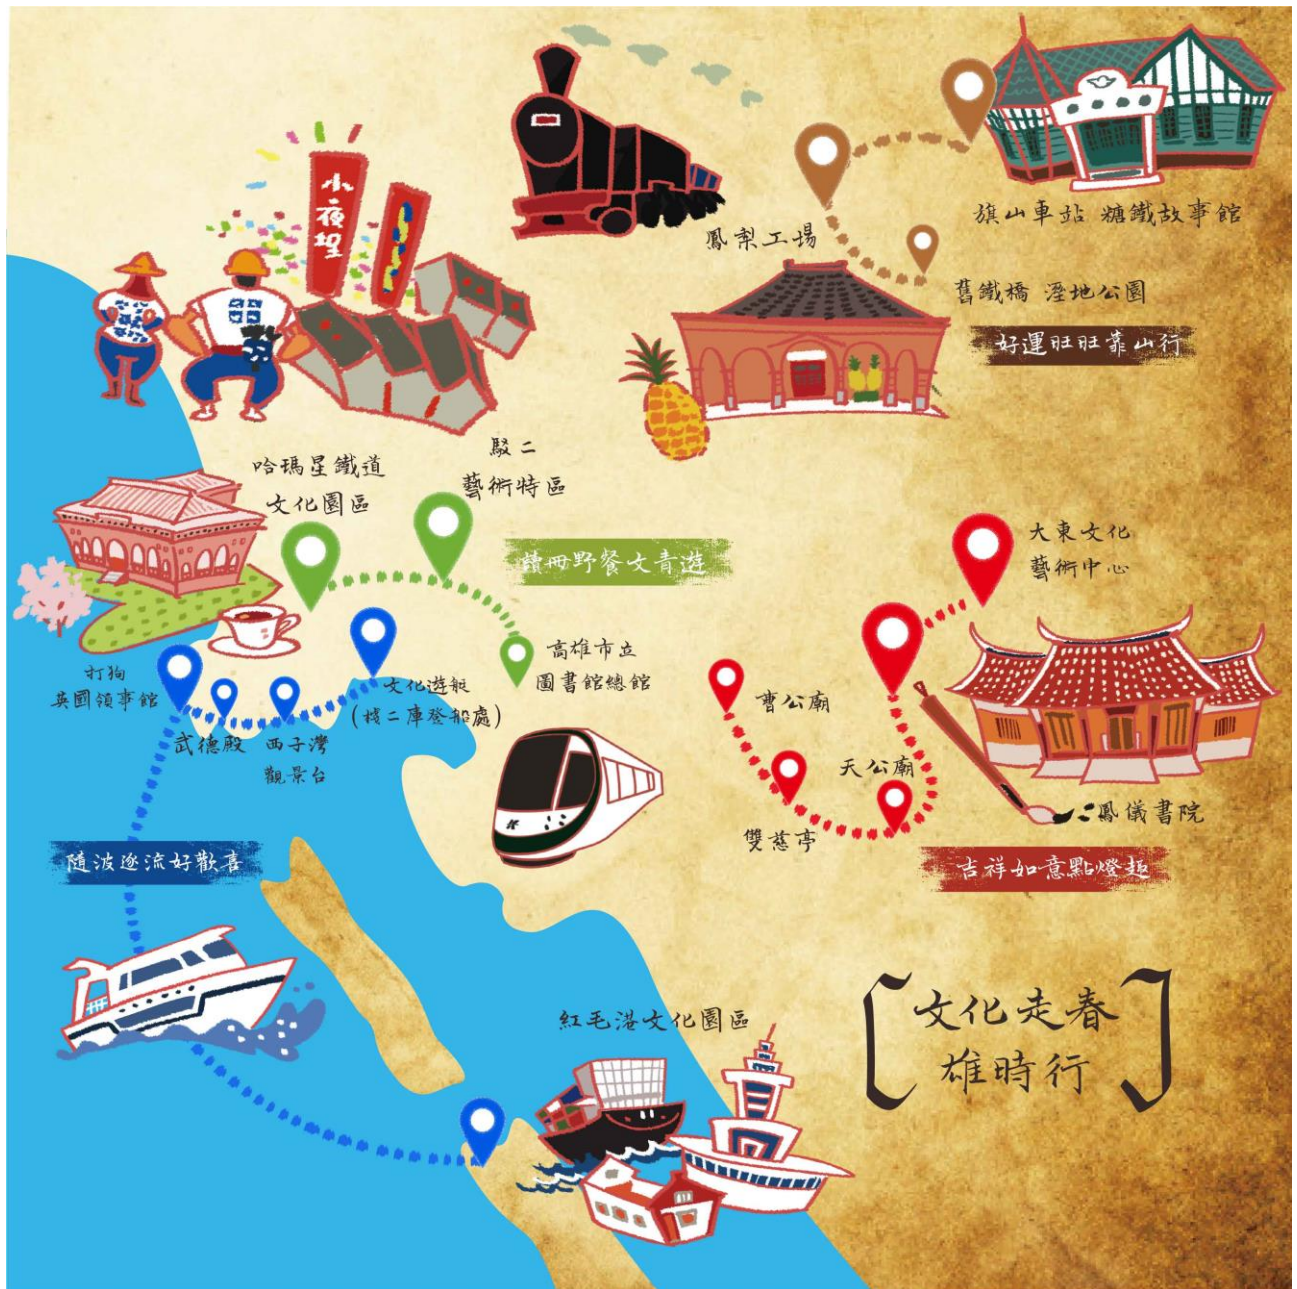 小夜埕
旗山車站 糖鐵故事館
鳳梨工場
舊鐵橋 溼地公園
好運旺旺靠山行
駁二
藝術特區
哈瑪星鐵道
文化園區
讀冊野餐文青遊
大東文化
藝術中心
高雄市立
圖書館總館
打狗
英國領事館
文化遊艇
(棧二庫登船處)
武德殿
西子灣
觀景台
曹公廟
天公廟
雙慈亭
鳳儀書院
隨波逐流好歡喜
吉祥如意點燈趣
文化走春
雄時行
紅毛港文化園區